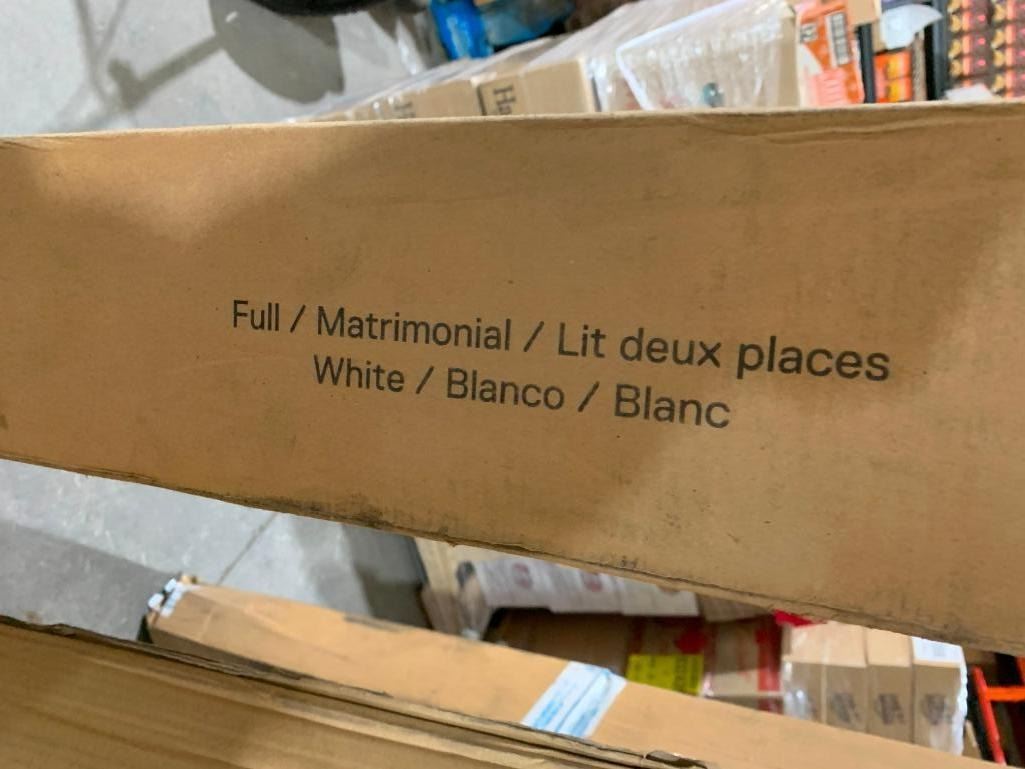 Full / Matrimonial / Lit deux places
White / Blanco / Blanc